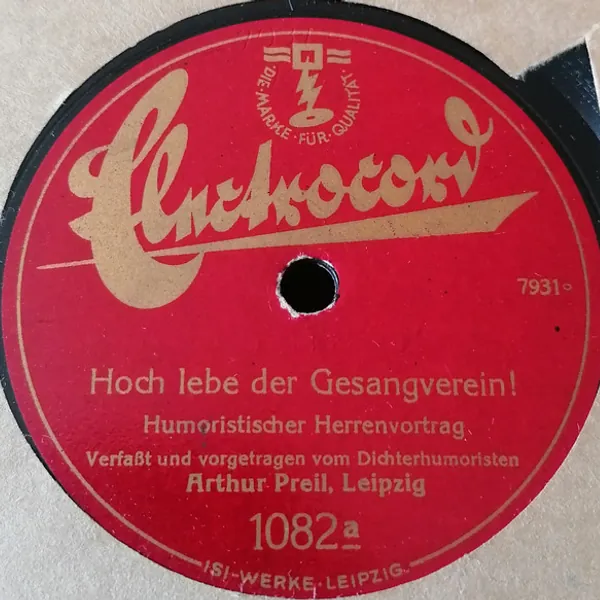 DIE·MARKE·FÜR·QUALITÄT·
Electrocord
7931
Hoch lebe der Gesangverein!
Humoristischer Herrenvortrag
Verfaßt und vorgetragen vom Dichterhumoristen
Arthur Preil, Leipzig
1082a
ISI-WERKE·LEIPZIG